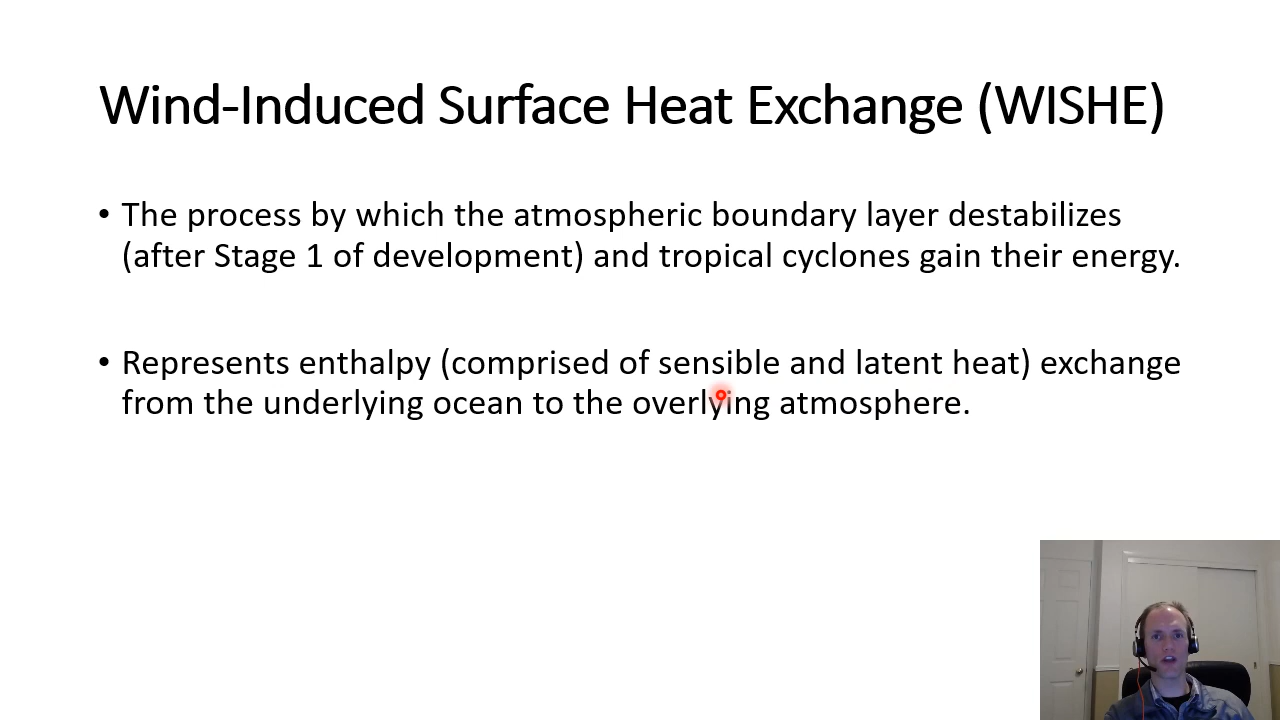 Wind-Induced Surface Heat Exchange (WISHE)
• The process by which the atmospheric boundary layer destabilizes
(after Stage 1 of development) and tropical cyclones gain their energy.
• Represents enthalpy (comprised of sensible and latent heat) exchange
from the underlying ocean to the overlying atmosphere.